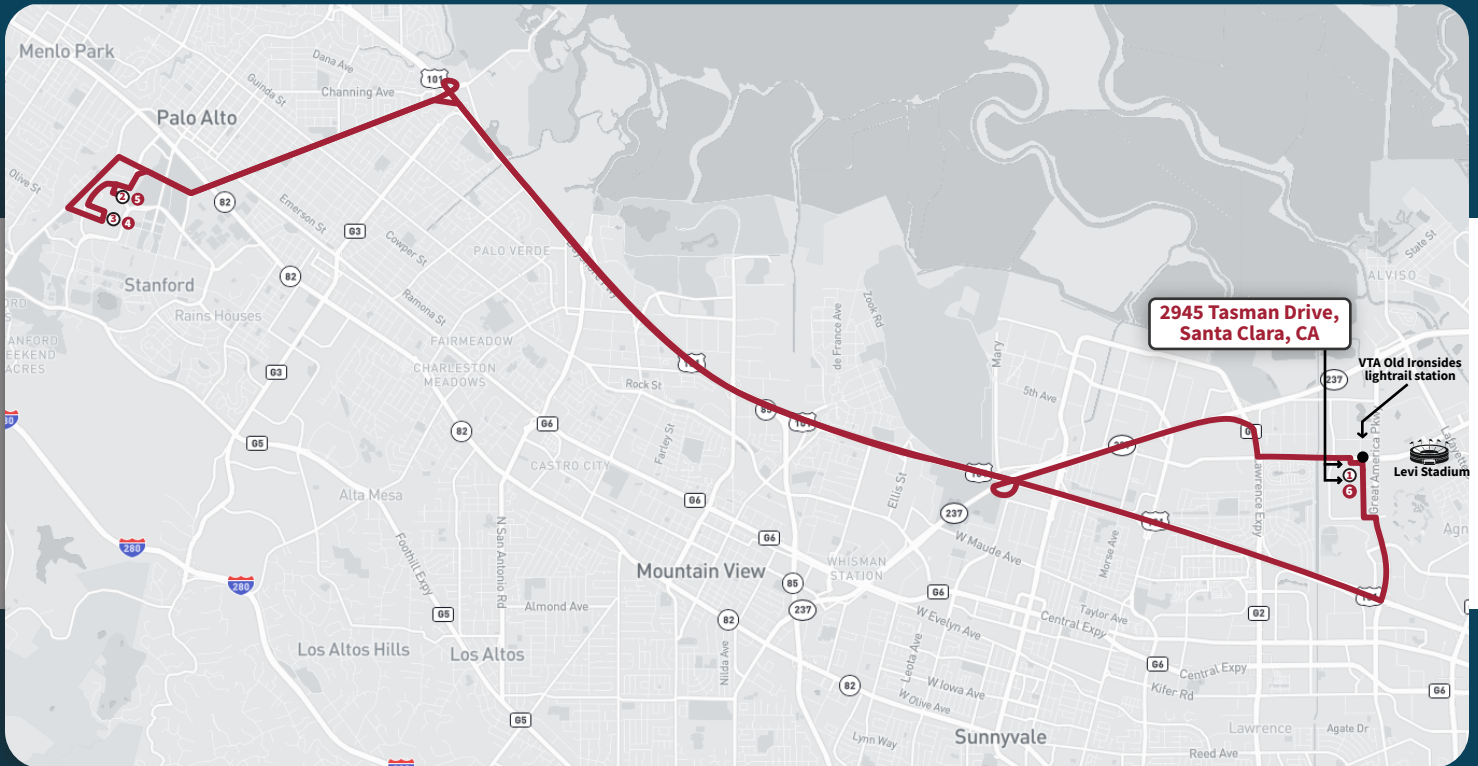 Menlo Park
Dana Ave
101
Guinda St
Channing Ave
Palo Alto
Olive St
2
5
3
4
82
Emerson St
G3
Cowper St
PALO VERDE
State St
ALVISO
Stanford
82
Rains Houses
Ramona St
Zook Rd
de France Ave
2945 Tasman Drive,
Santa Clara, CA
FAIRMEADOW
Mary
VTA Old Ironsides
lightrail station
237
CHARLESTON
MEADOWS
G3
Rock St
5th Ave
85
101
Great America Pkwy
280
G5
82
G6
Farley St
CASTRO CITY
Levi Stadium
1
6
Alta Mesa
G6
Ellis St
237
Lawrence Expy
N San Antonio Rd
Foothill Expy
G6
W Maude Ave
Morse Ave
280
280
Mountain View
WHISMAN
STATION
85
237
G6
Almond Ave
G5
82
W Evelyn Ave
Taylor Ave
Central Expy
G2
Los Altos Hills
Los Altos
Nilda Ave
Leota Ave
G6
Central Expy
Kifer Rd
82
W Iowa Ave
W Olive Ave
G6
G5
Sunnyvale
Lynn Way
Lawrence
Agate Dr
Reed Ave